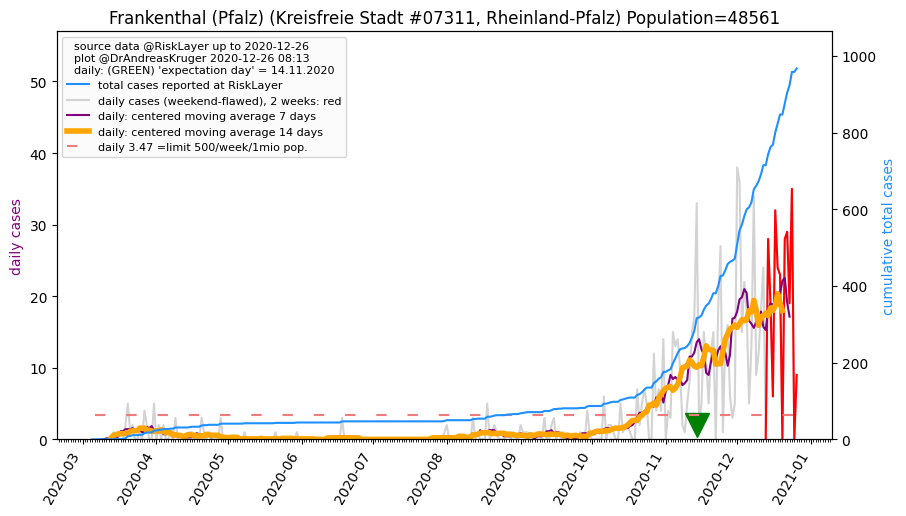 Frankenthal (Pfalz) (Kreisfreie Stadt #07311, Rheinland-Pfalz) Population=48561
source data @RiskLayer up to 2020-12-26
plot @DrAndreasKruger 2020-12-26 08:13
daily: (GREEN) 'expectation day' = 14.11.2020
total cases reported at RiskLayer
daily cases (weekend-flawed), 2 weeks: red
daily: centered moving average 7 days
daily: centered moving average 14 days
daily 3.47 =limit 500/week/1mio pop.
daily cases
50
40
30
20
10
0
cumulative total cases
1000
800
600
400
200
0
2020-03
2020-04
2020-05
2020-06
2020-07
2020-08
2020-09
2020-10
2020-11
2020-12
2021-01